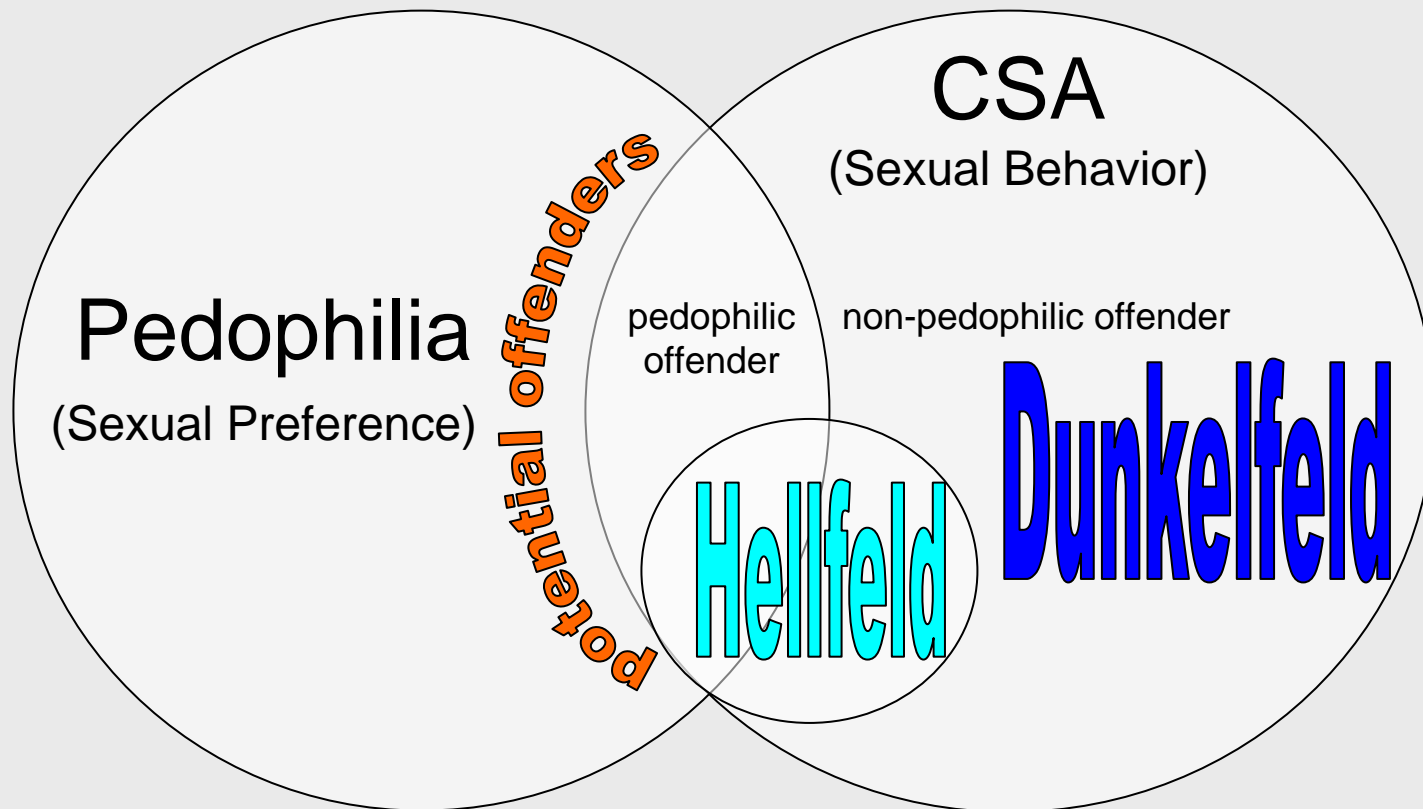 CSA
(Sexual Behavior)
potential offenders
Pedophilia
(Sexual Preference)
pedophilic
offender
non-pedophilic offender
Hellfeld
Dunkelfeld